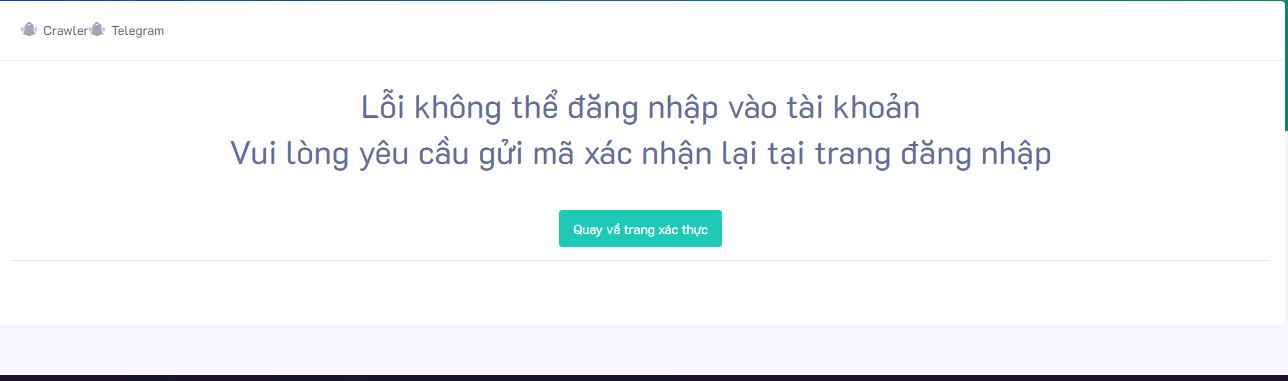 Crawler Telegram
Lỗi không thể đăng nhập vào tài khoản
Vui lòng yêu cầu gửi mã xác nhận lại tại trang đăng nhập
Quay về trang xác thực